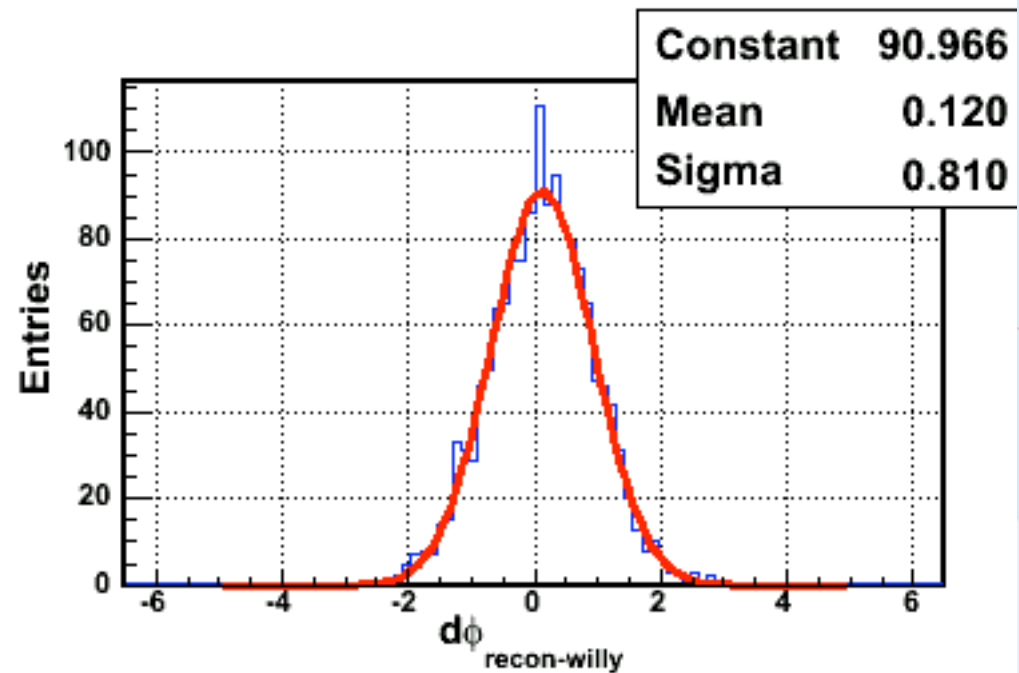 Constant 90.966
Mean 0.120
Sigma 0.810
Entries
100
80
60
40
20
0
-6 -4 -2 0 2 4 6
dϕ recon-willy